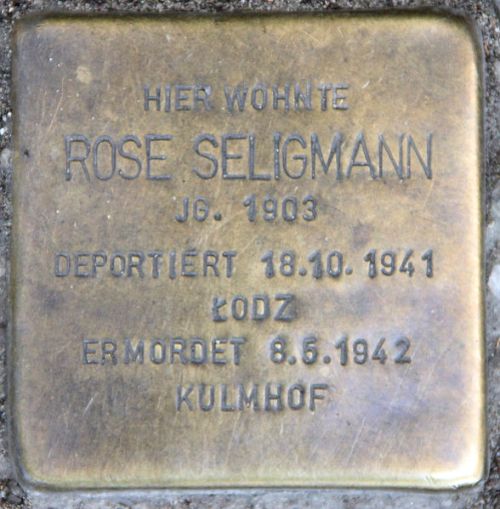 HIER WOHNTE
ROSE SELIGMANN
JG. 1903
DEPORTIERT 18.10.1941
ŁODZ
ERMORDET 8.5.1942
KULMHOF